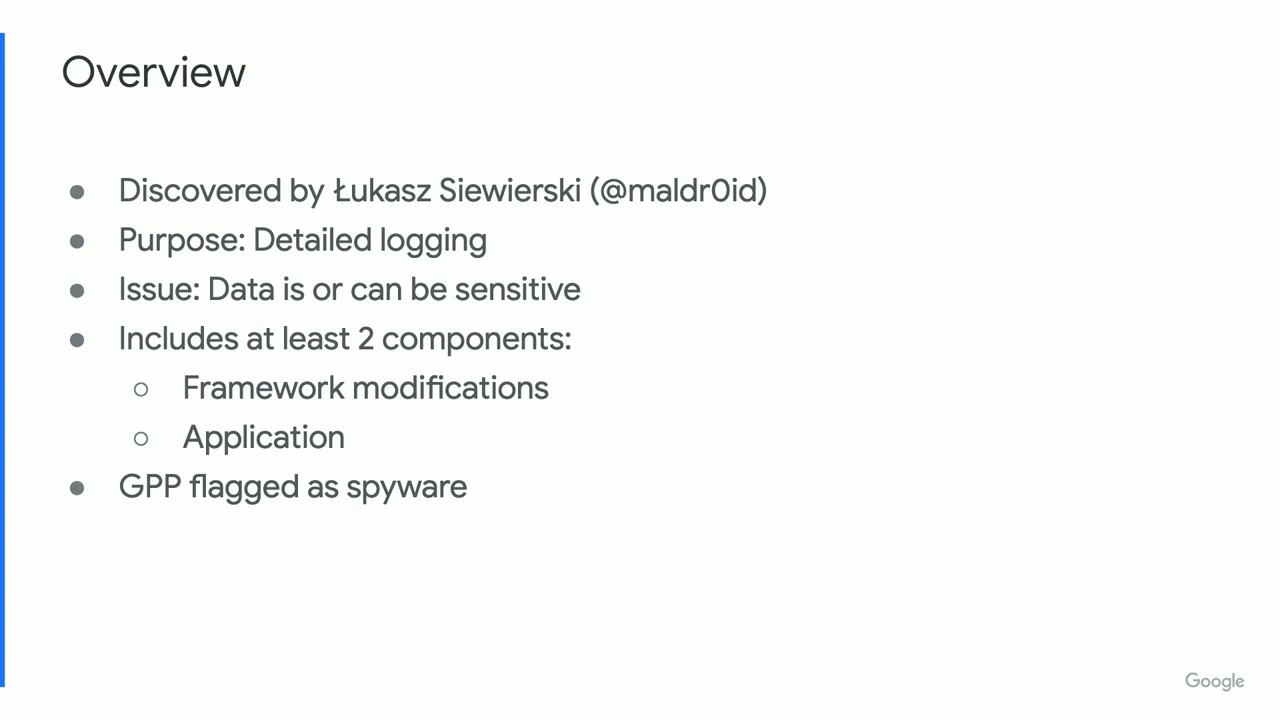 Overview
● Discovered by Łukasz Siewierski (@maldr0id)
● Purpose: Detailed logging
● Issue: Data is or can be sensitive
● Includes at least 2 components:
○ Framework modifications
○ Application
● GPP flagged as spyware
Google